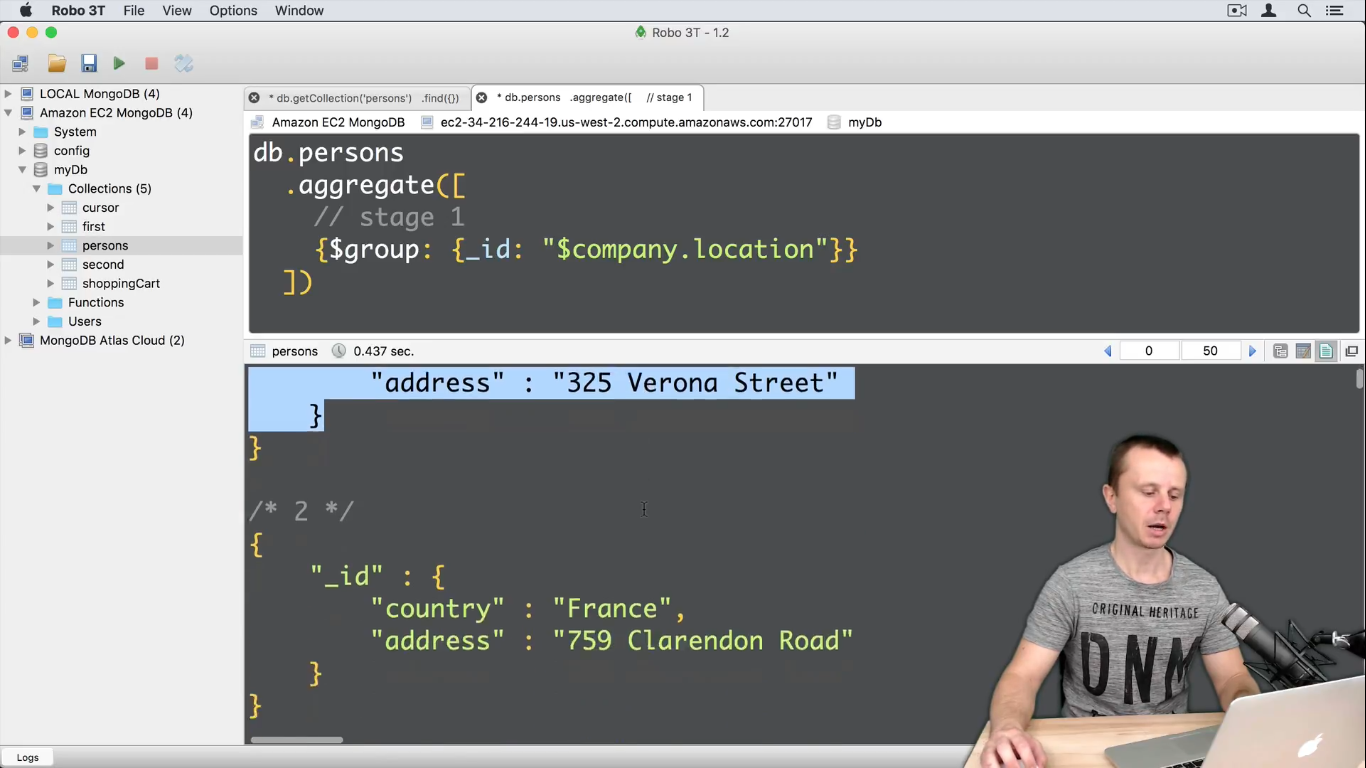 Robo 3T File View Options Window
Robo 3T - 1.2
LOCAL MongoDB (4)
Amazon EC2 MongoDB (4)
System
config
myDb
Collections (5)
cursor
first
persons
second
shoppingCart
Functions
Users
MongoDB Atlas Cloud (2)
* db.getCollection('persons') .find({})
* db.persons .aggregate([ // stage 1
Amazon EC2 MongoDB ec2-34-216-244-19.us-west-2.compute.amazonaws.com:27017 myDb
db.persons
.aggregate([
// stage 1
{$group: {_id: "$company.location"}}
])
persons 0.437 sec. 0 50
"address" : "325 Verona Street"
}
}
/* 2 */
{
"_id" : {
"country" : "France",
"address" : "759 Clarendon Road"
}
}
ORIGINAL HERITAGE
DNM
Logs